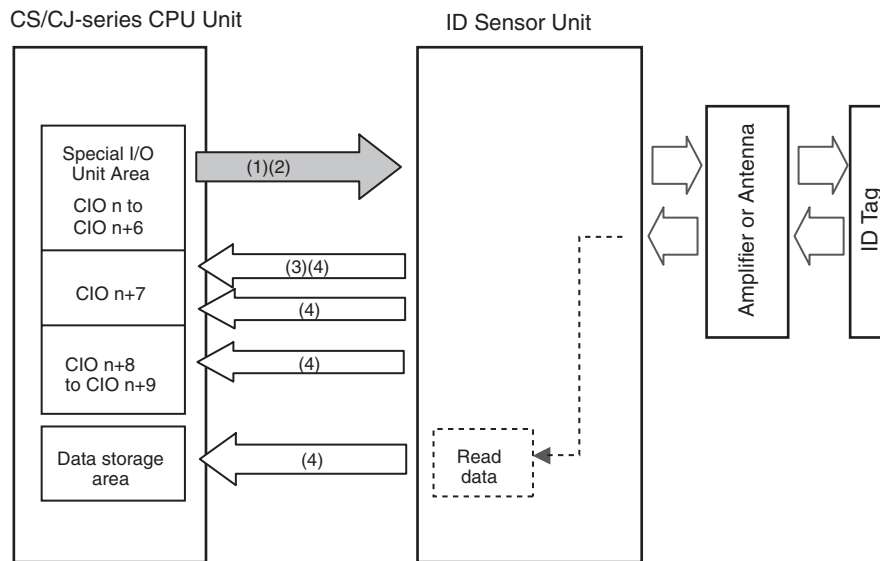 CS/CJ-series CPU Unit
ID Sensor Unit
Special I/O
Unit Area
CIO n to
CIO n+6
(1)(2)
CIO n+7
(3)(4)
(4)
CIO n+8
to CIO n+9
(4)
Data storage
area
(4)
Read
data
Amplifier or Antenna
ID Tag